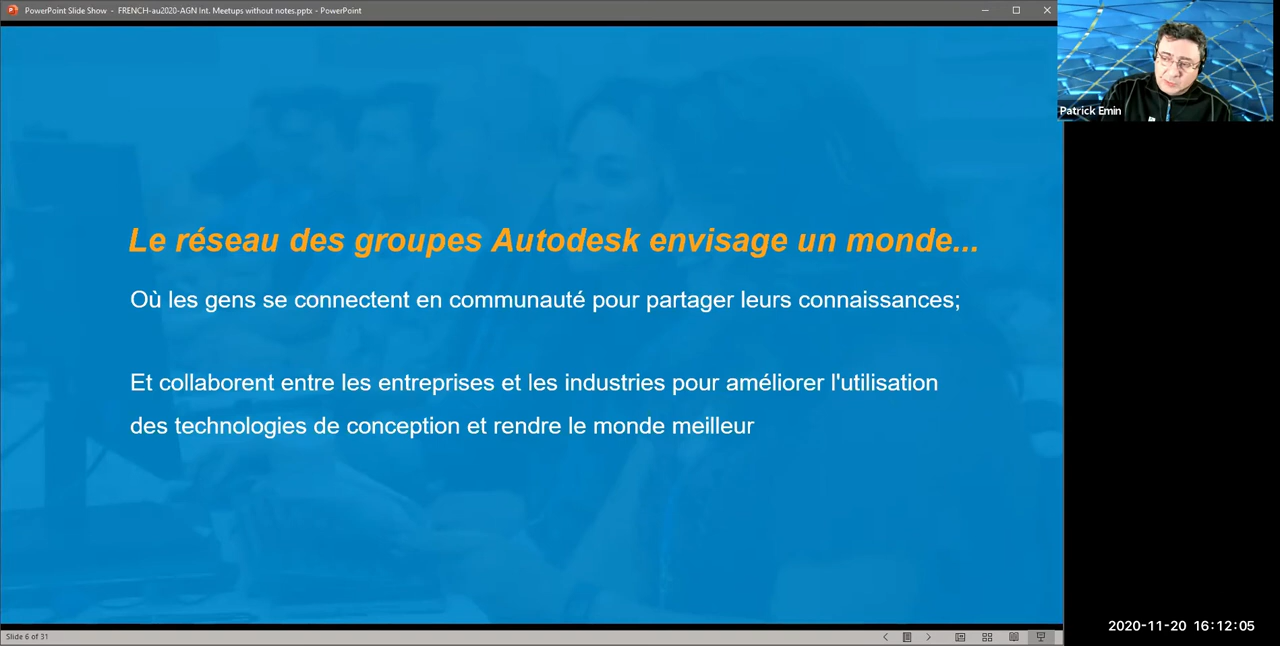 PowerPoint Slide Show - FRENCH-au2020-AGN Int. Meetups without notes.pptx - PowerPoint
Patrick Emin
Le réseau des groupes Autodesk envisage un monde...
Où les gens se connectent en communauté pour partager leurs connaissances;
Et collaborent entre les entreprises et les industries pour améliorer l'utilisation
des technologies de conception et rendre le monde meilleur
2020-11-20 16:12:05
Slide 6 of 31